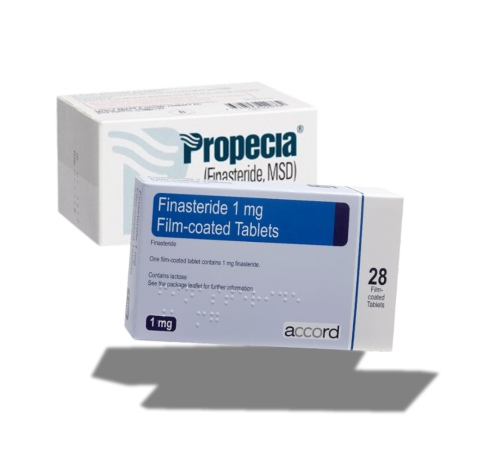 Propecia®
(Finasteride, MSD)
Finasteride 1 mg
Film-coated Tablets
Finasteride
One film-coated tablet contains 1 mg finasteride.
Contains lactose
See the package leaflet for further information
1 mg
accord
28
Film-
coated
Tablets